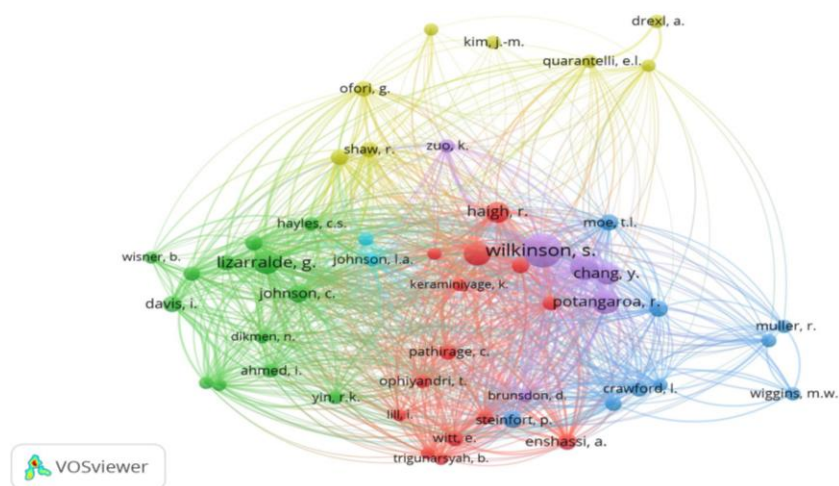 drexl, a.
kim, j.-m.
quarantelli, e.l.
ofori, g.
shaw, r.
zuo, k.
haigh, r.
hayles, c.s.
moe, t.l.
wisner, b.
lizarralde, g.
johnson, l.a.
wilkinson, s.
chang, y.
keraminiyage, k.
davis, i.
johnson, c.
potangaroa, r.
muller, r.
dikmen, n.
pathirage, c.
ahmed, i.
ophiyandri, t.
crawford, l.
wiggins, m.w.
yin, r.k.
brunsdon, d.
lill, i.
steinfort, p.
witt, e.
enshassi, a.
trigunarsyah, b.
VOSviewer